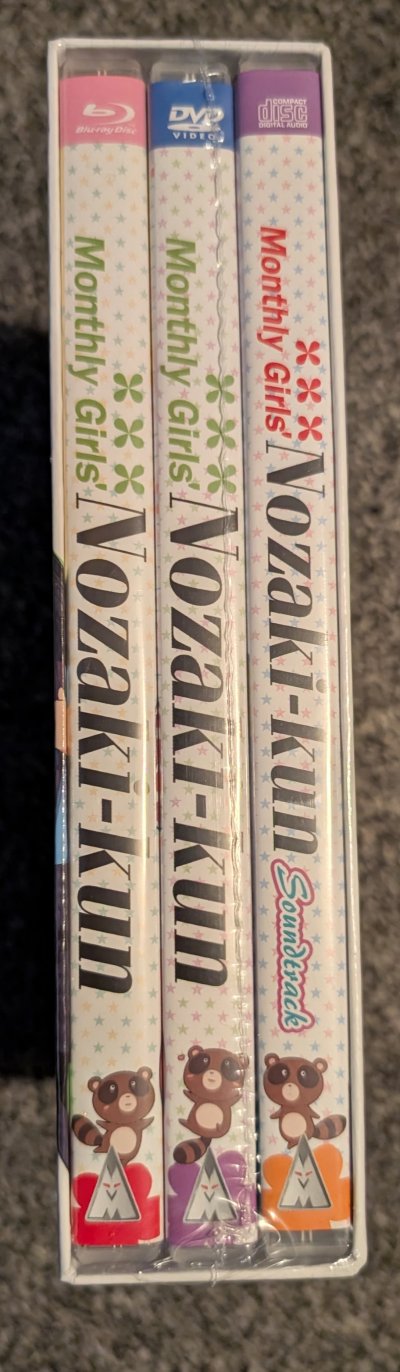 Blu-ray Disc
Monthly Girls'
Nozaki-kun
DVD
VIDEO
Monthly Girls'
Nozaki-kun
COMPACT
disc
DIGITAL AUDIO
Monthly Girls'
Nozaki-kun
Soundtrack